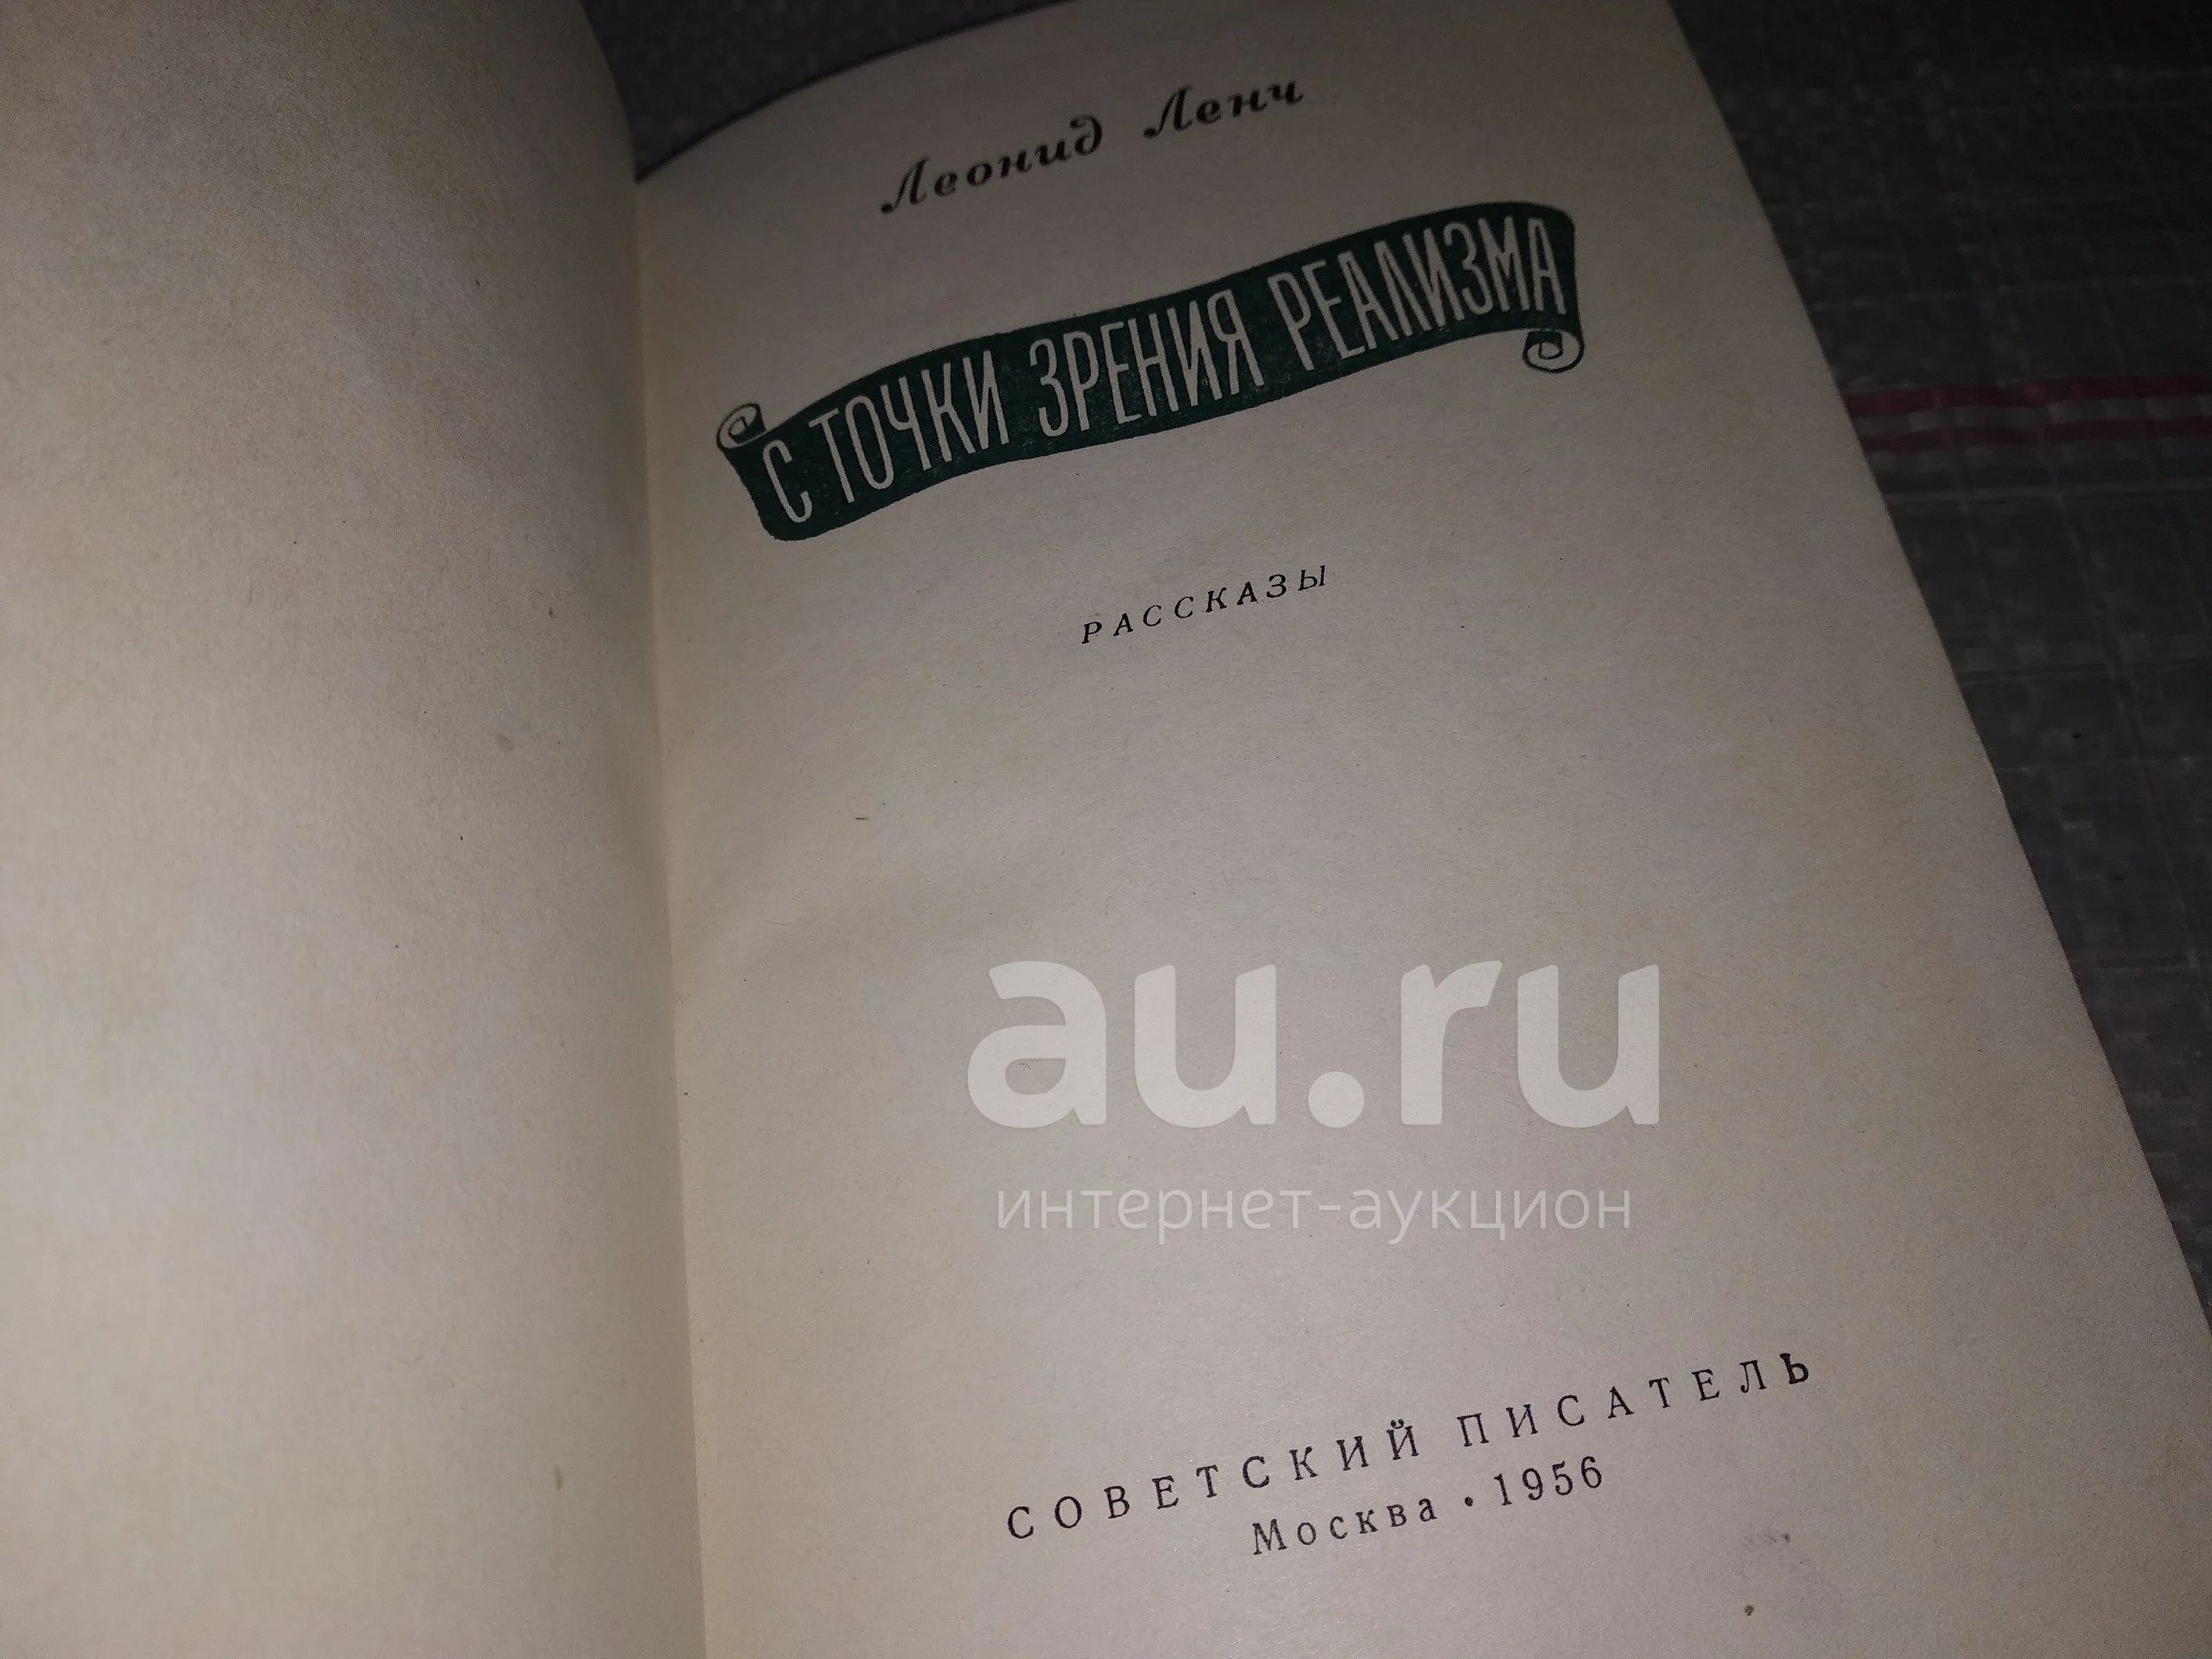 Леонид Ленч
С ТОЧКИ ЗРЕНИЯ РЕАЛИЗМА
РАССКАЗЫ
au.ru
интернет-аукцион
СОВЕТСКИЙ ПИСАТЕЛЬ
Москва • 1956